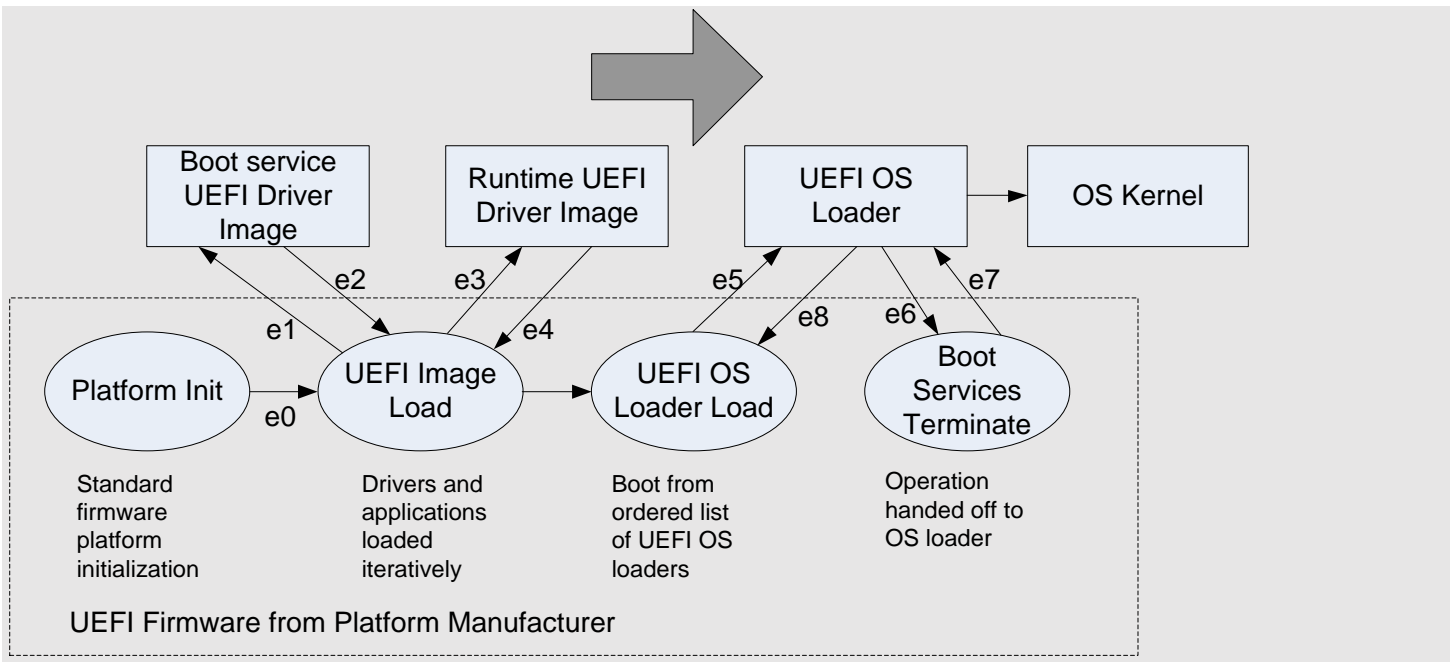 Boot service
UEFI Driver
Image
Runtime UEFI
Driver Image
UEFI OS
Loader
OS Kernel
e1
e2
e3
e4
e5
e8
e6
e7
Platform Init
e0
UEFI Image
Load
UEFI OS
Loader Load
Boot
Services
Terminate
Standard
firmware
platform
initialization
Drivers and
applications
loaded
iteratively
Boot from
ordered list
of UEFI OS
loaders
Operation
handed off to
OS loader
UEFI Firmware from Platform Manufacturer